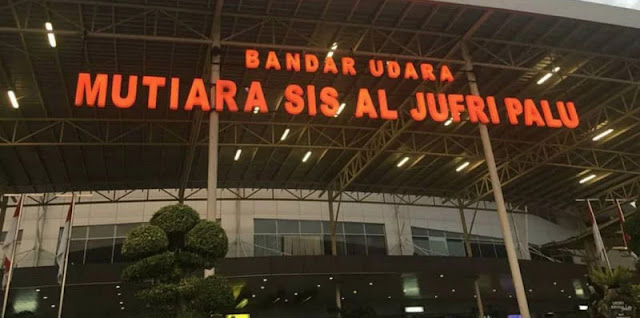 BANDAR UDARA
MUTIARA SIS AL JUFRI PALU